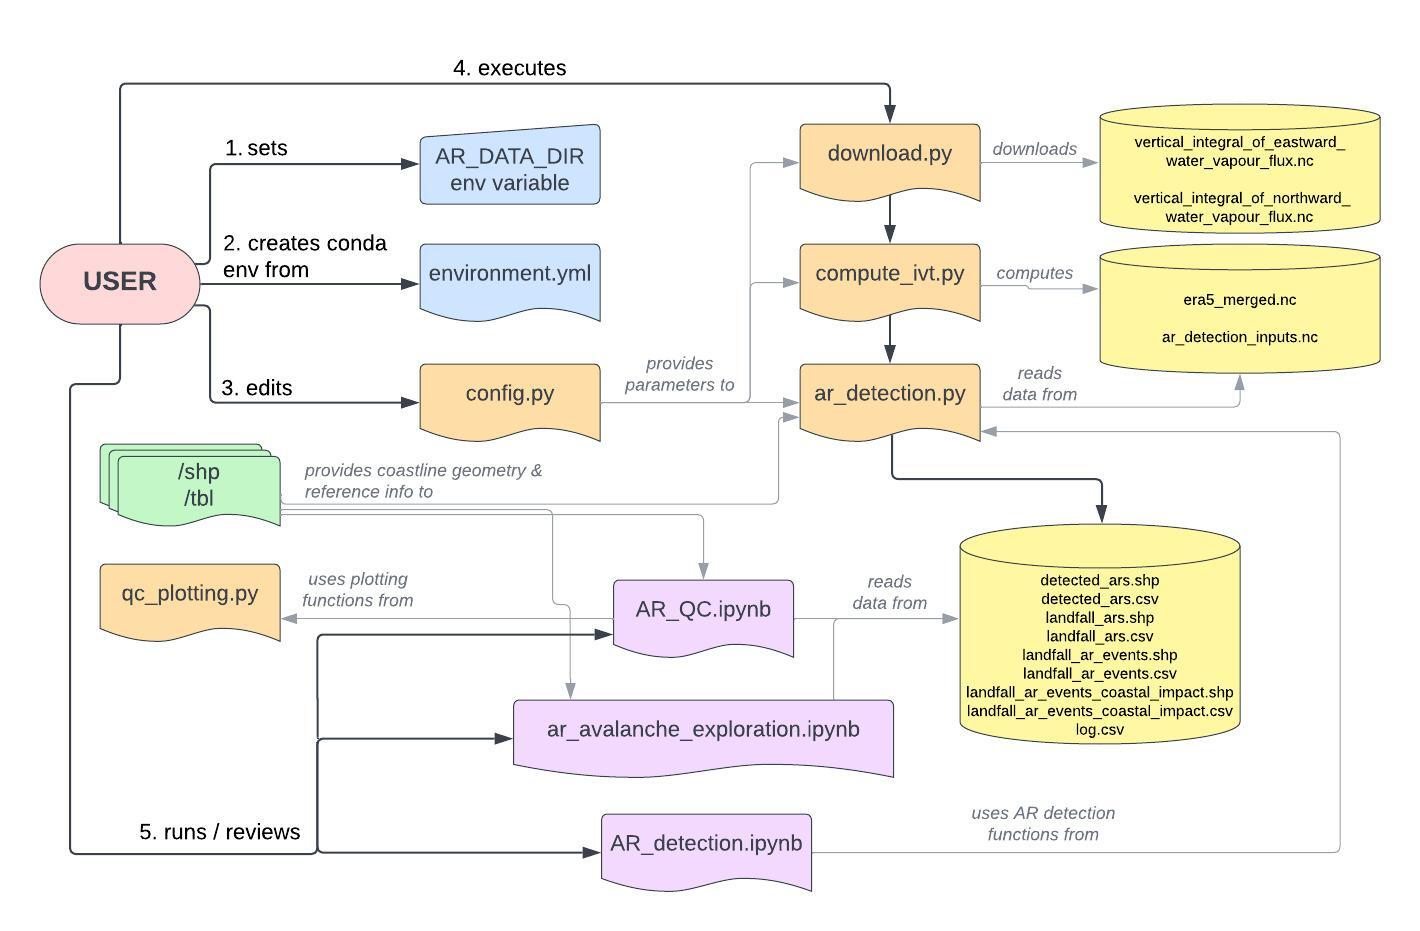 4. executes
1. sets
AR_DATA_DIR
env variable
download.py
downloads
vertical_integral_of_eastward_
water_vapour_flux.nc
vertical_integral_of_northward_
water_vapour_flux.nc
USER
2. creates conda
env from
environment.yml
compute_ivt.py
computes
era5_merged.nc
ar_detection_inputs.nc
3. edits
config.py
provides
parameters to
ar_detection.py
reads
data from
/shp
/tbl
provides coastline geometry &
reference info to
qc_plotting.py
uses plotting
functions from
AR_QC.ipynb
reads
data from
detected_ars.shp
detected_ars.csv
landfall_ars.shp
landfall_ars.csv
landfall_ar_events.shp
landfall_ar_events.csv
landfall_ar_events_coastal_impact.shp
landfall_ar_events_coastal_impact.csv
log.csv
ar_avalanche_exploration.ipynb
5. runs / reviews
AR_detection.ipynb
uses AR detection
functions from